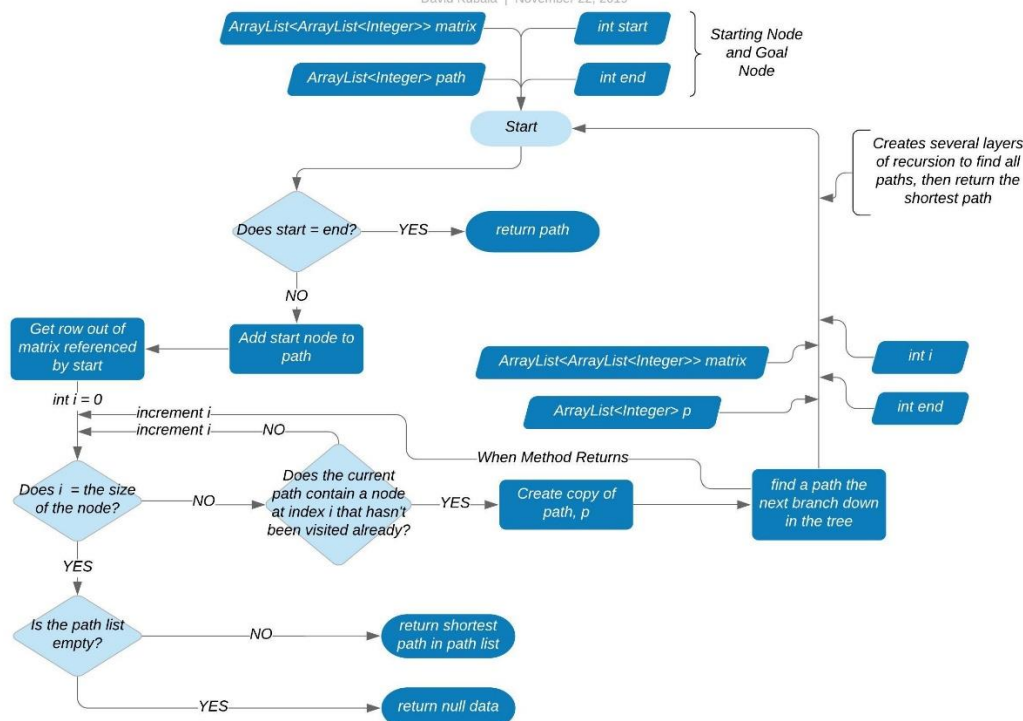 David Kubala | November 22, 2019
ArrayList<ArrayList<Integer>> matrix
int start
Starting Node
and Goal
Node
ArrayList<Integer> path
int end
Start
Creates several layers
of recursion to find all
paths, then return the
shortest path
Does start = end?
YES
return path
NO
Get row out of
matrix referenced
by start
Add start node to
path
ArrayList<ArrayList<Integer>> matrix
int i
int i = 0
ArrayList<Integer> p
int end
increment i
increment i
NO
When Method Returns
Does i = the size
of the node?
NO
Does the current
path contain a node
at index i that hasn't
been visited already?
YES
Create copy of
path, p
find a path the
next branch down
in the tree
YES
Is the path list
empty?
NO
return shortest
path in path list
YES
return null data